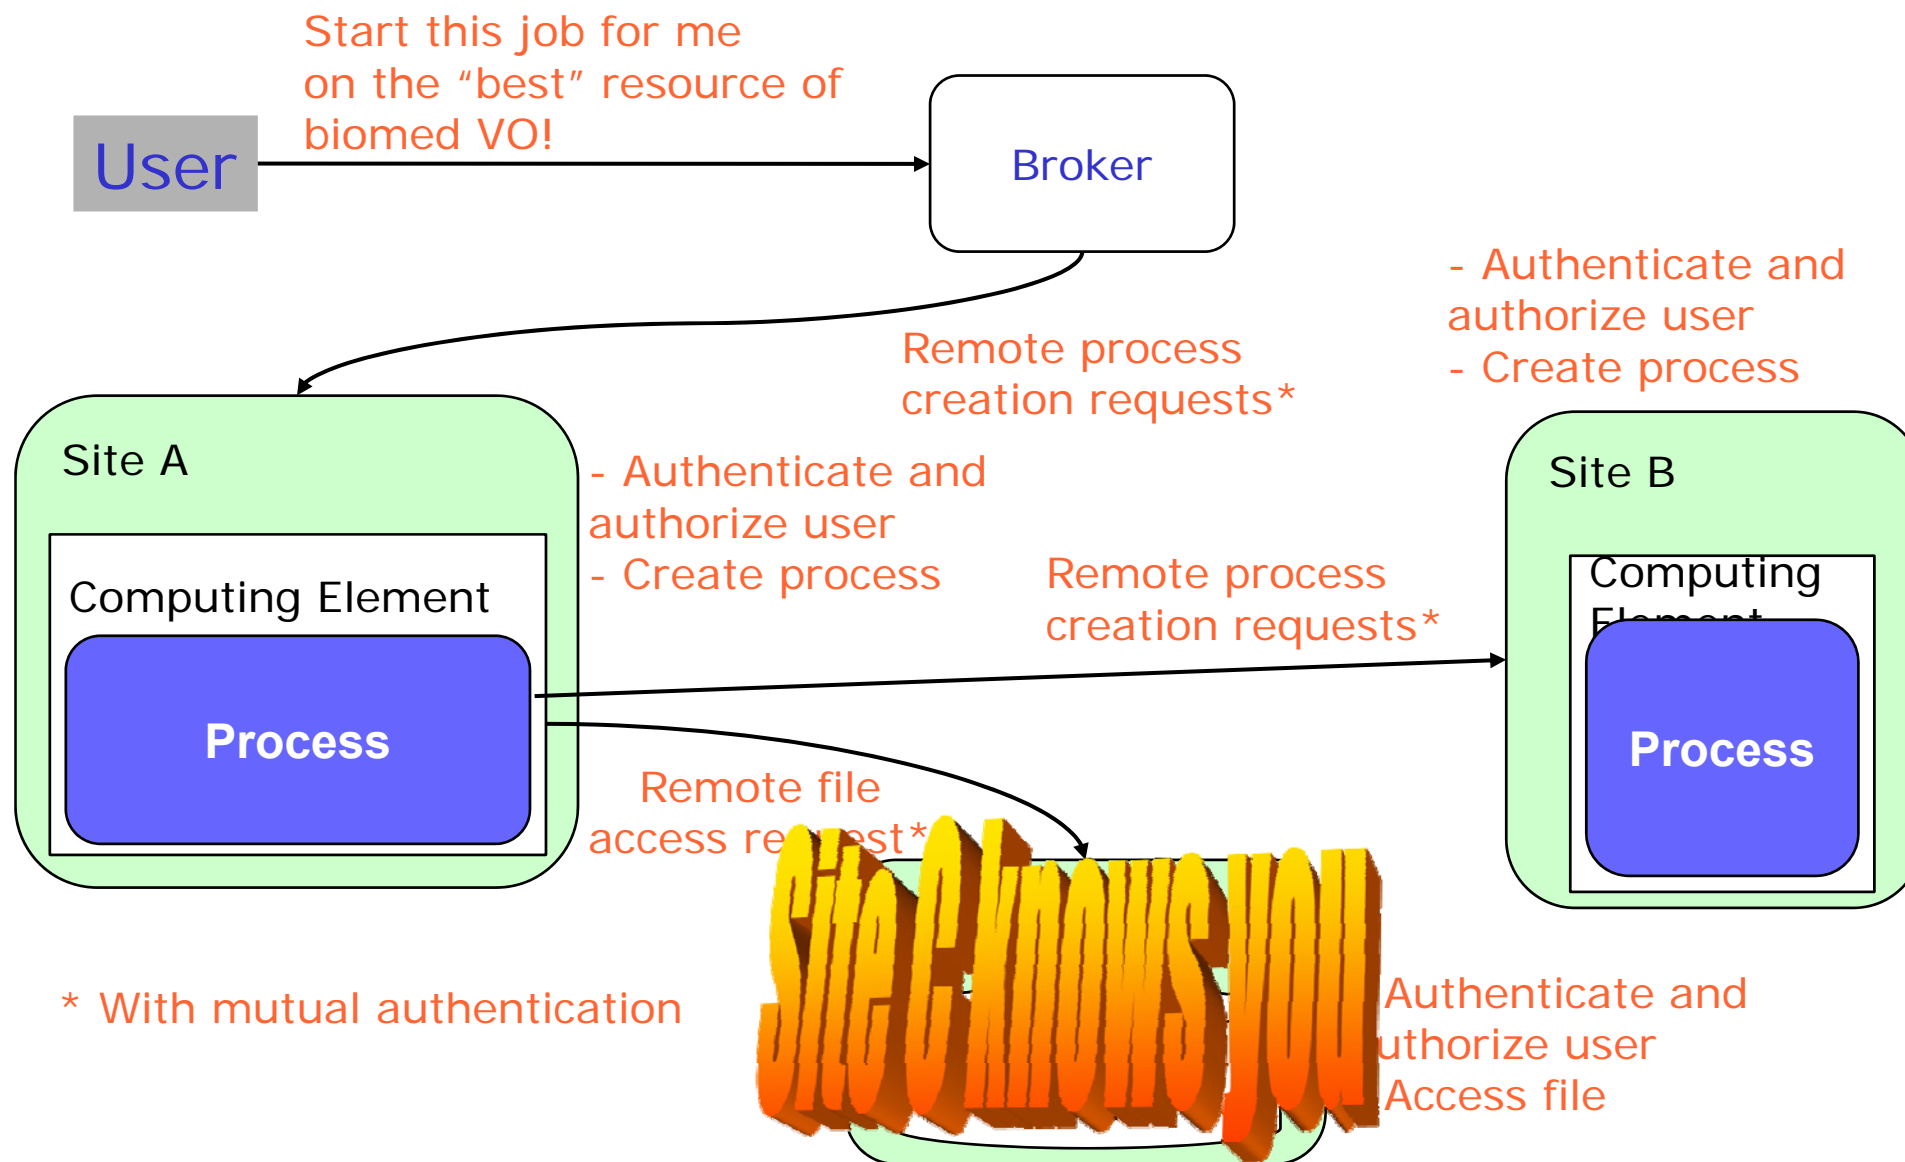 Start this job for me
on the “best” resource of
biomed VO!
User
Broker
- Authenticate and
authorize user
- Create process
Remote process
creation requests*
Site A
- Authenticate and
authorize user
- Create process
Site B
Computing Element
Remote process
creation requests*
Computing
Element
Process
Process
Remote file
access request*
Site C knows you
* With mutual authentication
Authenticate and
uthorize user
Access file